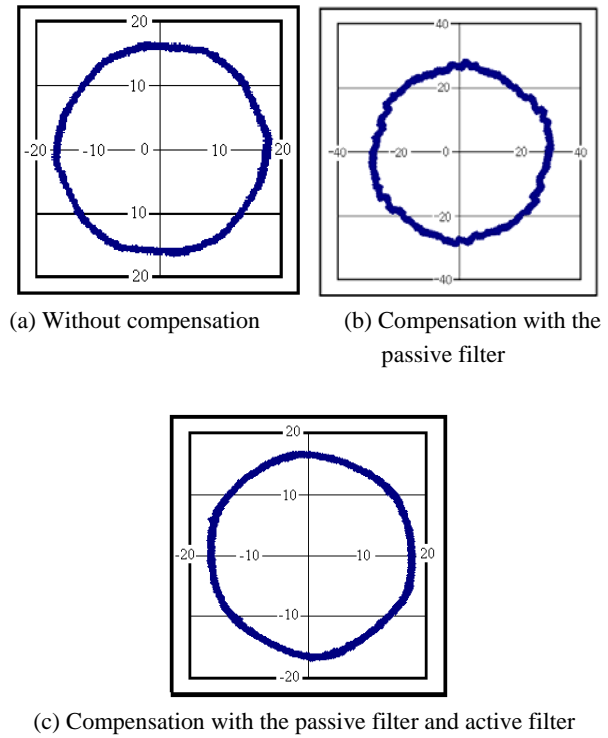 20
10
-20 -10 0 10 20
10
20
(a) Without compensation
40
20
-40 -20 0 20 40
-20
-40
(b) Compensation with the
passive filter
20
10
-20 -10 10 20
-10
-20
(c) Compensation with the passive filter and active filter